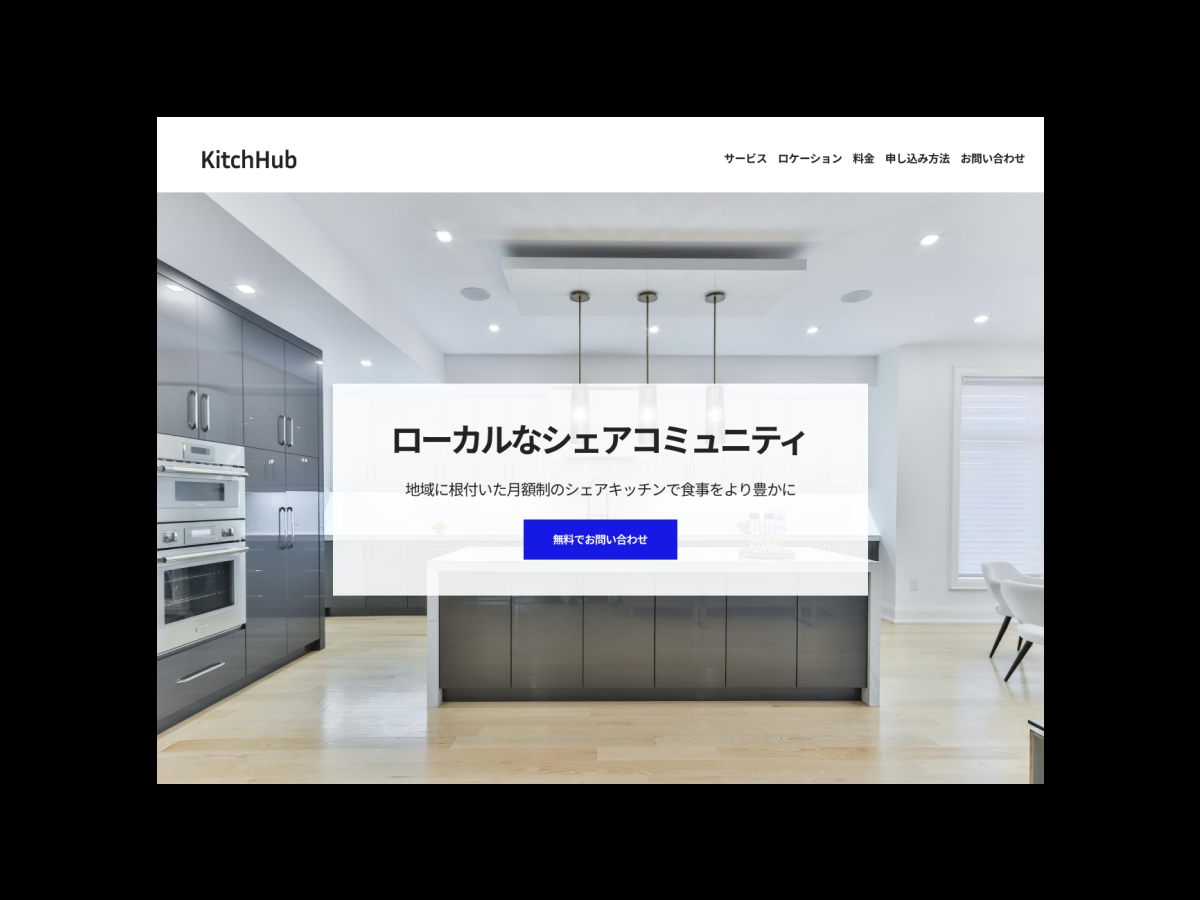 KitchHub
サービス ロケーション 料金 申し込み方法 お問い合わせ
ローカルなシェアコミュニティ
地域に根付いた月額制のシェアキッチンで食事をより豊かに
無料でお問い合わせ